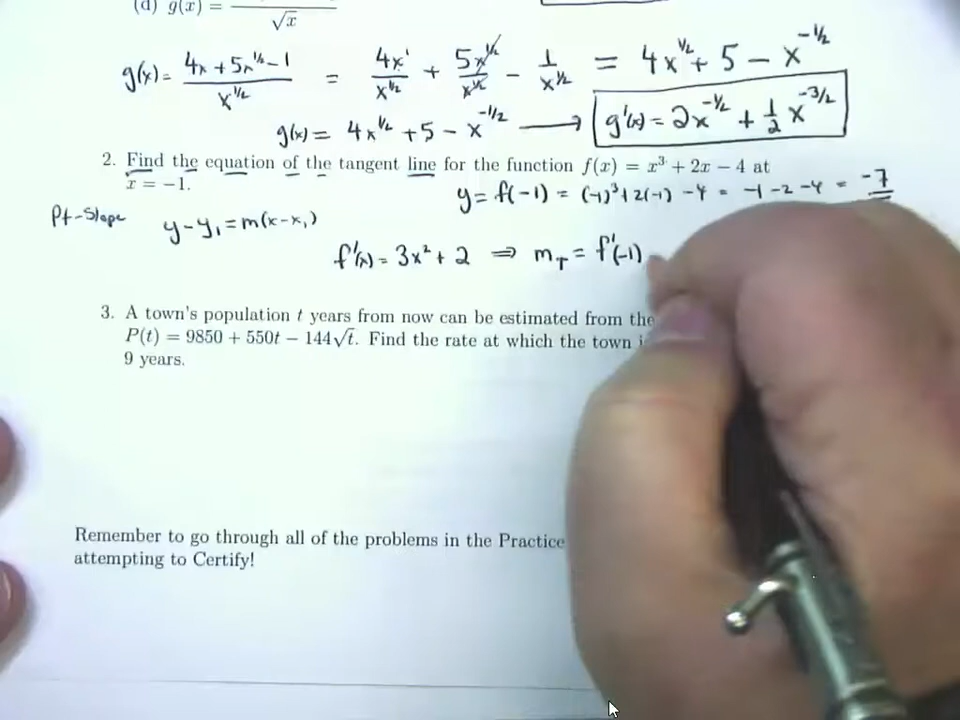 (d) g(x) = √x
g(x) = 4x + 5x^1/2 - 1 / x^1/2 = 4x^1 / x^1/2 + 5x^1/2 / x^1/2 - 1 / x^1/2 = 4x^1/2 + 5 - x^-1/2
g(x) = 4x^1/2 + 5 - x^-1/2 → g'(x) = 2x^-1/2 + 1/2 x^-3/2
2. Find the equation of the tangent line for the function f(x) = x³ + 2x − 4 at
x = −1.
y = f(-1) = (-1)³ + 2(-1) - 4 = -1 - 2 - 4 = -7
Pt-Slope y - y₁ = m(x - x₁)
f'(x) = 3x² + 2 ⇒ m_T = f'(-1)
3. A town's population t years from now can be estimated from the
P(t) = 9850 + 550t − 144√t. Find the rate at which the town
9 years.
Remember to go through all of the problems in the Practice
attempting to Certify!